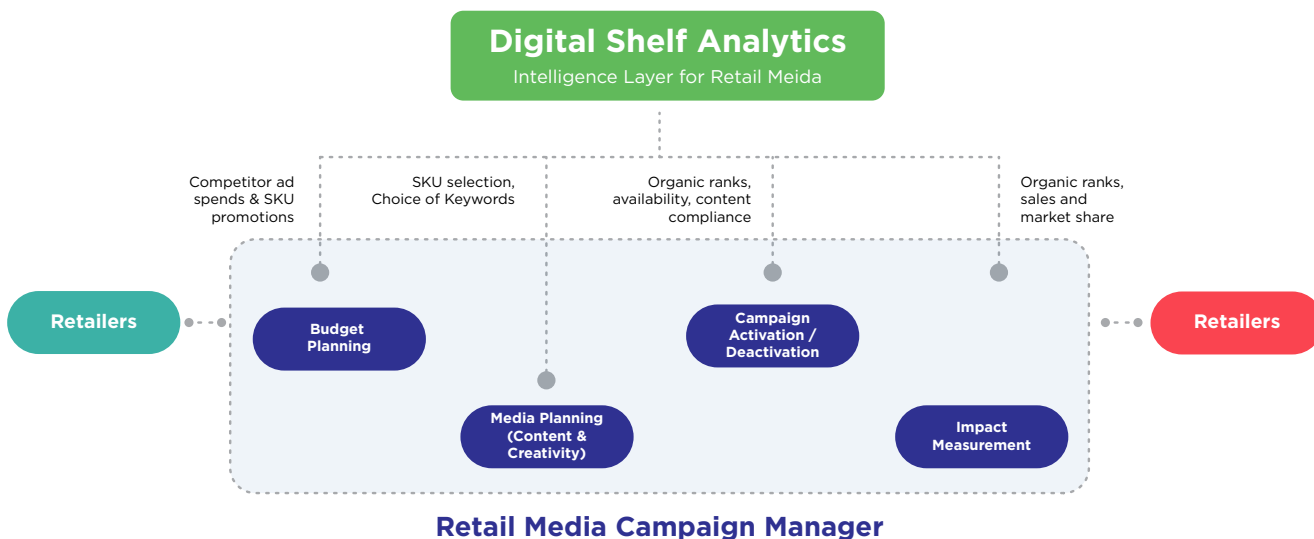 Digital Shelf Analytics
Intelligence Layer for Retail Meida
Competitor ad
spends & SKU
promotions
SKU selection,
Choice of Keywords
Organic ranks,
availability, content
compliance
Organic ranks,
sales and
market share
Retailers
Budget
Planning
Media Planning
(Content &
Creativity)
Campaign
Activation /
Deactivation
Impact
Measurement
Retailers
Retail Media Campaign Manager